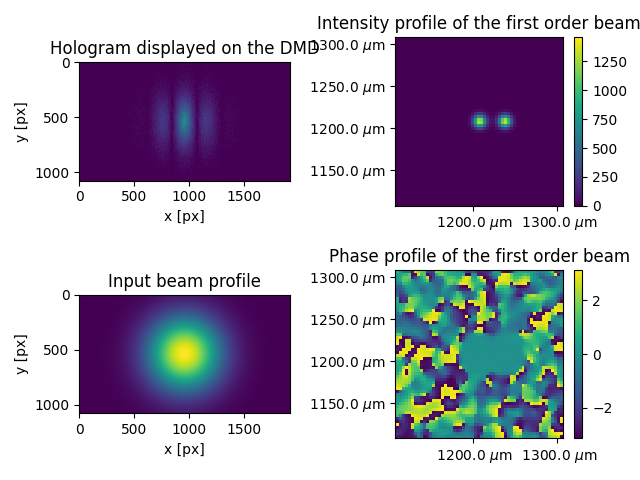 Hologram displayed on the DMD
0
500
1000
y [px]
0 500 1000 1500
x [px]
Intensity profile of the first order beam
1300.0 μm
1250.0 μm
1200.0 μm
1150.0 μm
1200.0 μm 1300.0 μm
1250
1000
750
500
250
0
Input beam profile
0
500
1000
y [px]
0 500 1000 1500
x [px]
Phase profile of the first order beam
1300.0 μm
1250.0 μm
1200.0 μm
1150.0 μm
1200.0 μm 1300.0 μm
2
0
−2